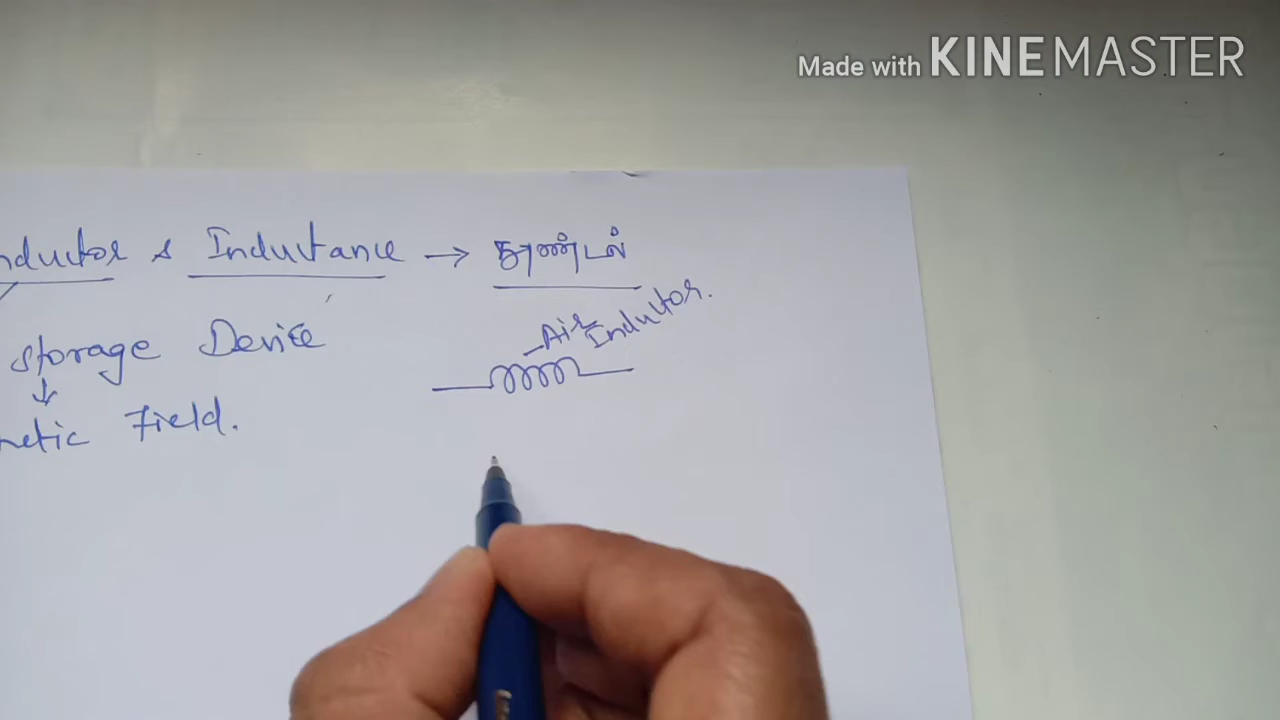 Made with KINEMASTER
nductor & Inductance → தூண்டல்
storage Device
Air Inductor.
↓
netic Field.